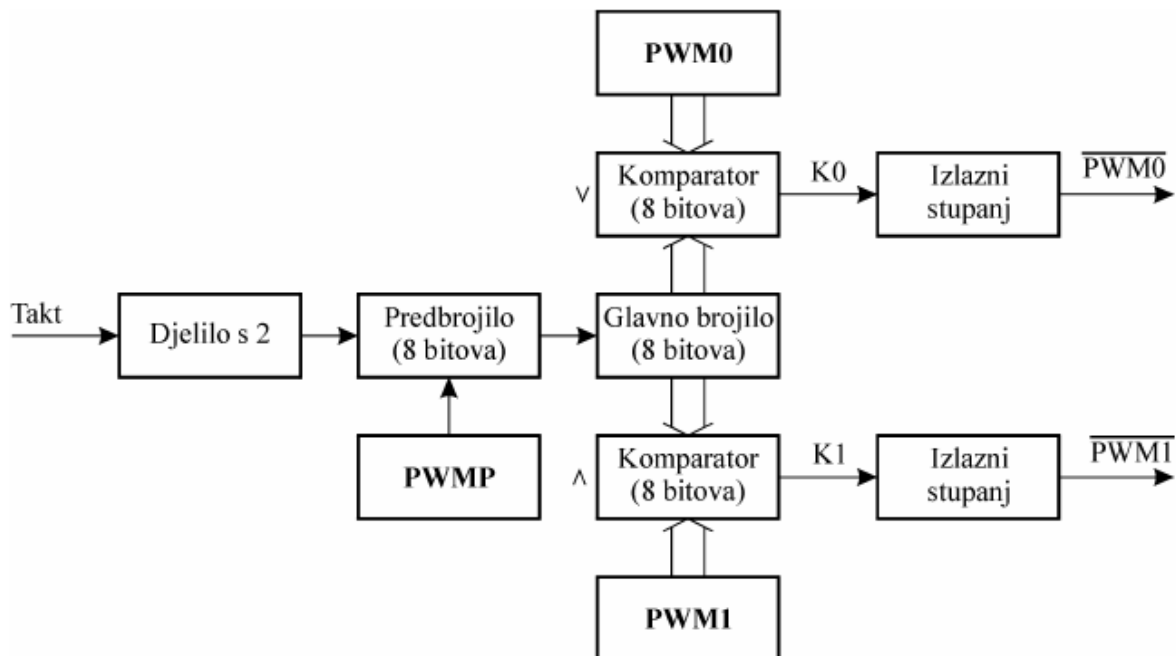 PWM0
Komparator
(8 bitova)
K0
Izlazni
stupanj
PWM0
>
Takt
Djelilo s 2
Predbrojilo
(8 bitova)
Glavno brojilo
(8 bitova)
PWMP
>
Komparator
(8 bitova)
K1
Izlazni
stupanj
PWM1
PWM1